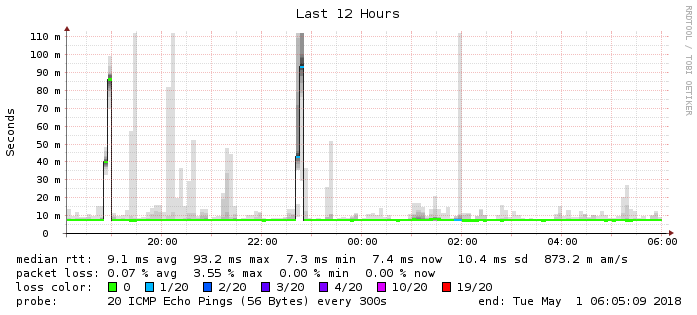 Last 12 Hours
RRDTOOL / TOBI OETIKER
Seconds
110 m
100 m
90 m
80 m
70 m
60 m
50 m
40 m
30 m
20 m
10 m
0
20:00 22:00 00:00 02:00 04:00 06:00
median rtt: 9.1 ms avg 93.2 ms max 7.3 ms min 7.4 ms now 10.4 ms sd 873.2 m am/s
packet loss: 0.07 % avg 3.55 % max 0.00 % min 0.00 % now
loss color: 0 1/20 2/20 3/20 4/20 10/20 19/20
probe: 20 ICMP Echo Pings (56 Bytes) every 300s end: Tue May 1 06:05:09 2018